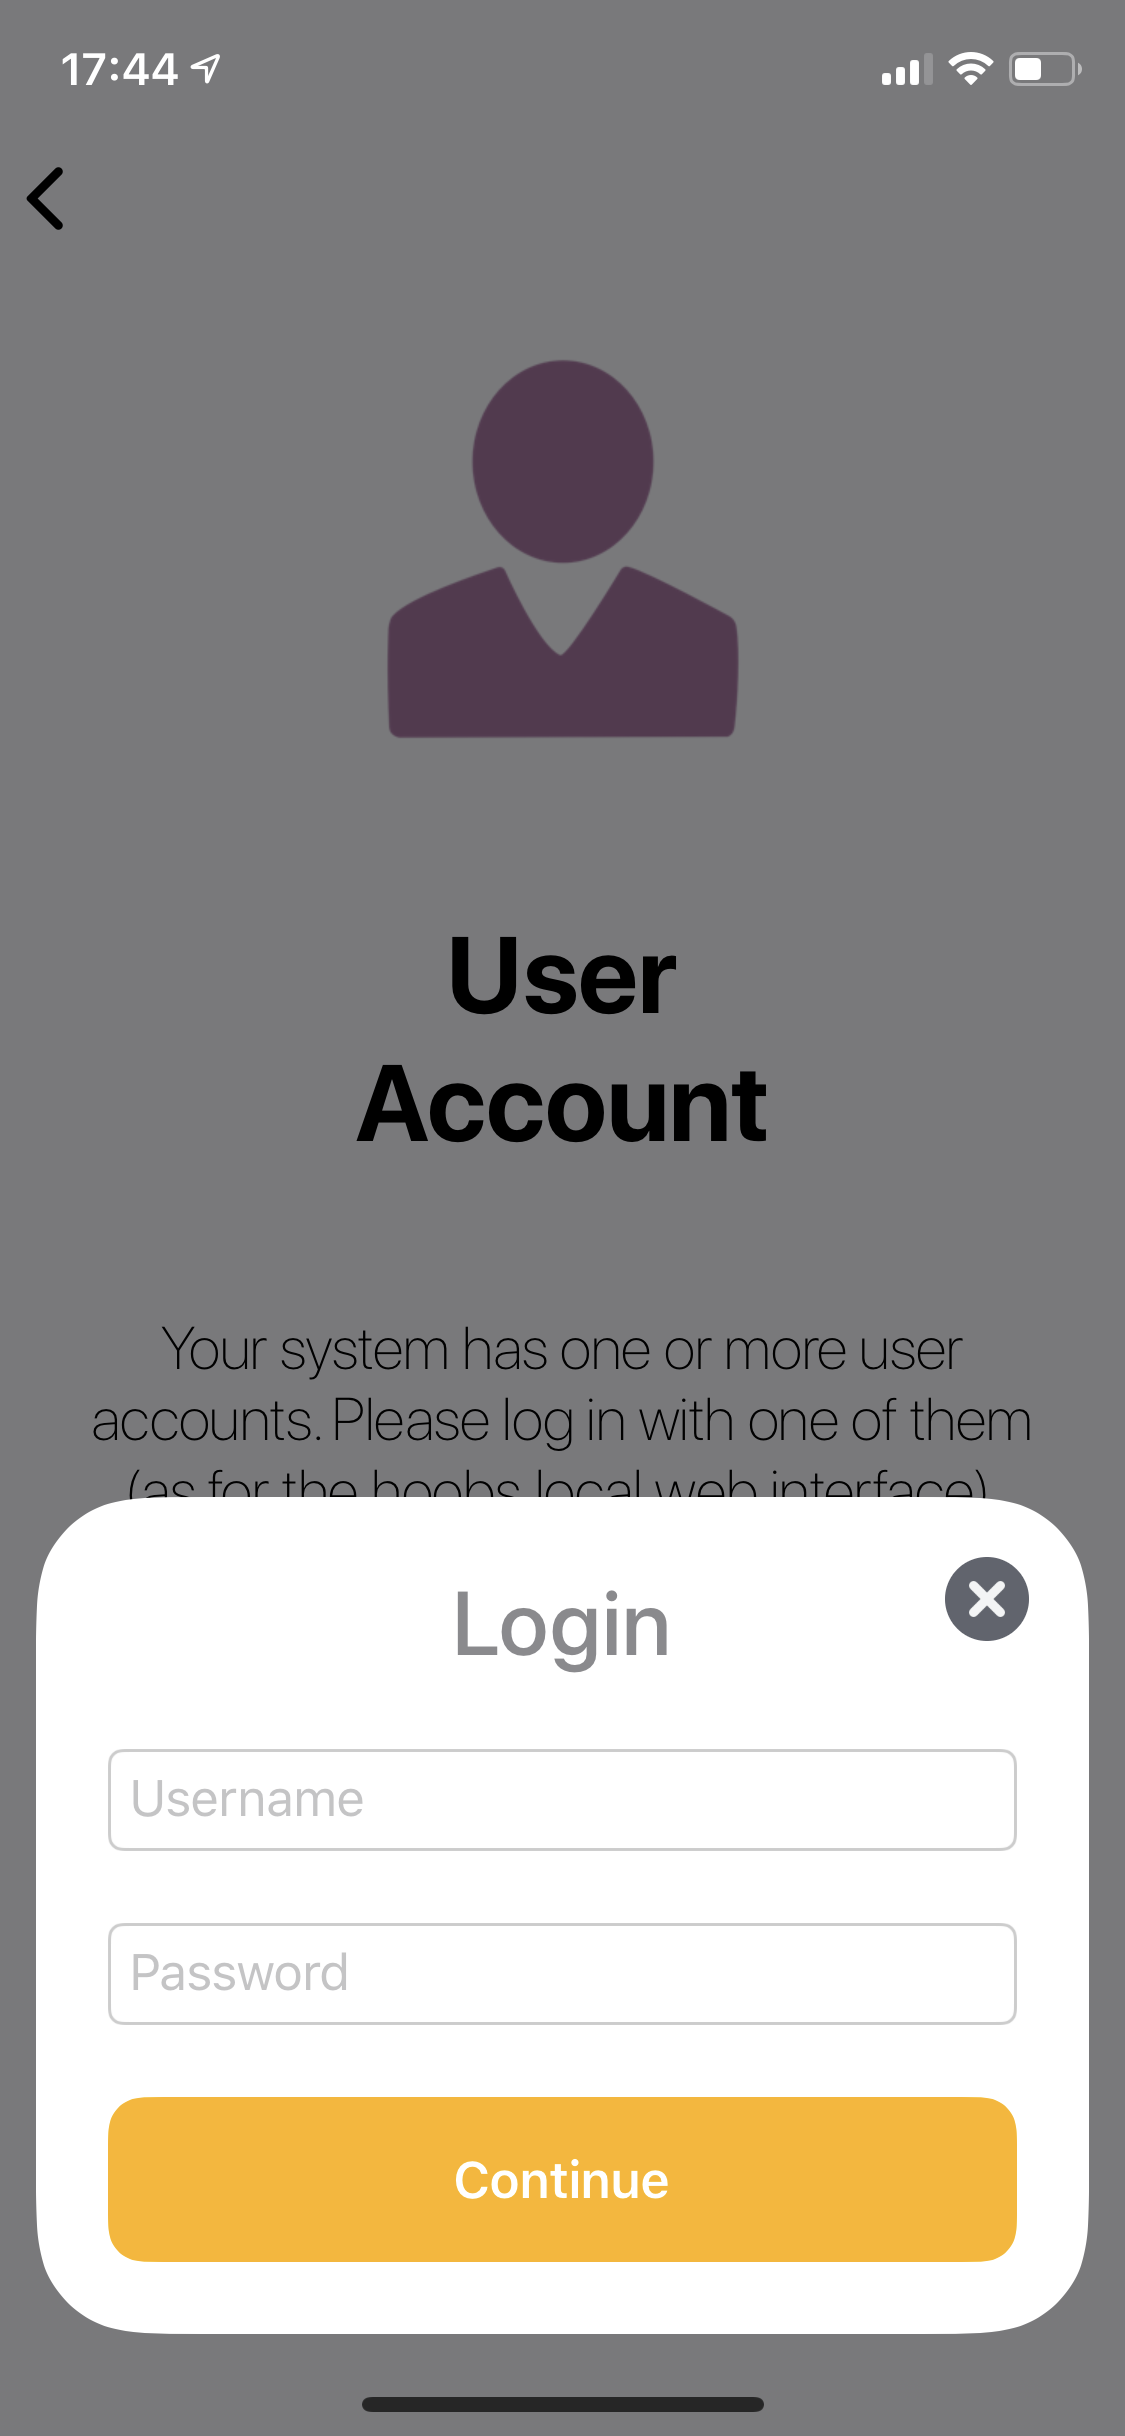 17:44
User
Account
Your system has one or more user
accounts. Please log in with one of them
(as for the hoobs local web interface)
Login
Username
Password
Continue